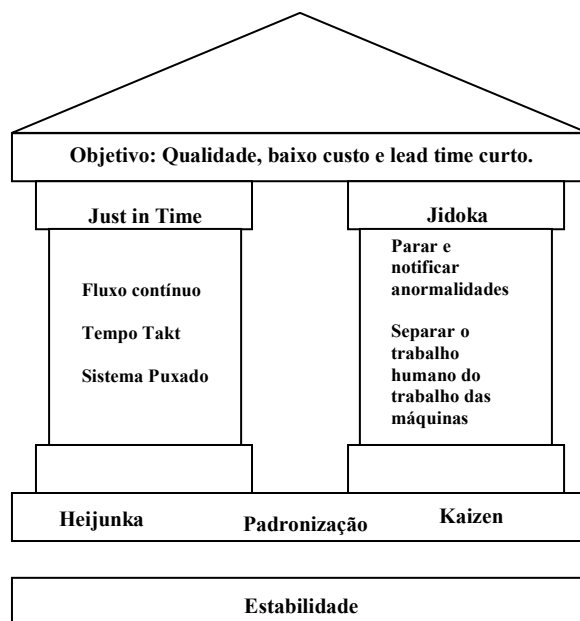 Objetivo: Qualidade, baixo custo e lead time curto.
Just in Time
Fluxo contínuo
Tempo Takt
Sistema Puxado
Jidoka
Parar e
notificar
anormalidades
Separar o
trabalho
humano do
trabalho das
máquinas
Heijunka
Padronização
Kaizen
Estabilidade